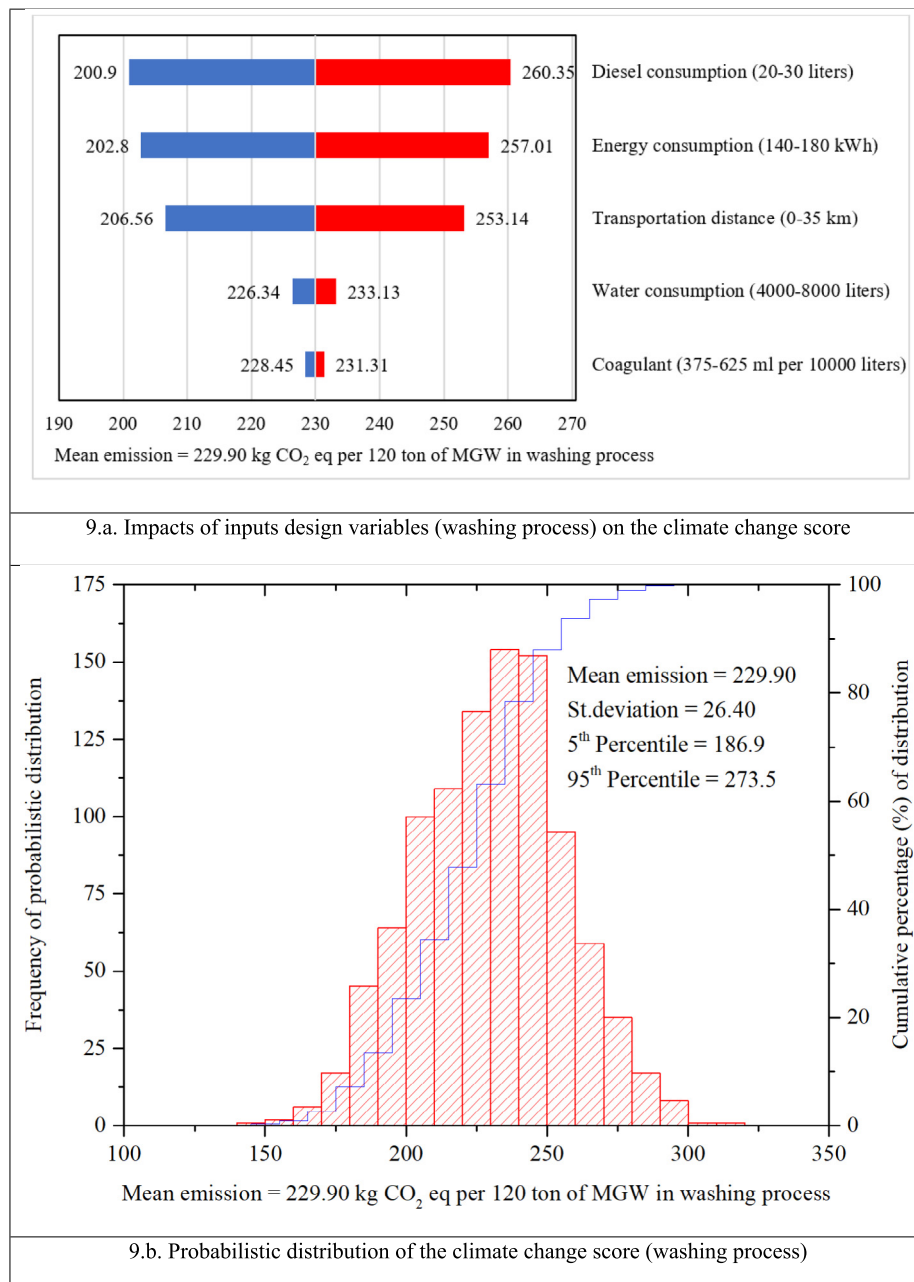 200.9 260.35 Diesel consumption (20-30 liters)
202.8 257.01 Energy consumption (140-180 kWh)
206.56 253.14 Transportation distance (0-35 km)
226.34 233.13 Water consumption (4000-8000 liters)
228.45 231.31 Coagulant (375-625 ml per 10000 liters)
190 200 210 220 230 240 250 260 270
Mean emission = 229.90 kg CO₂ eq per 120 ton of MGW in washing process
9.a. Impacts of inputs design variables (washing process) on the climate change score
Frequency of probabilistic distribution
175
150
125
100
75
50
25
0
Mean emission = 229.90
St.deviation = 26.40
5th Percentile = 186.9
95th Percentile = 273.5
100
80
60
40
20
0
Cumulative percentage (%) of distribution
100 150 200 250 300 350
Mean emission = 229.90 kg CO₂ eq per 120 ton of MGW in washing process
9.b. Probabilistic distribution of the climate change score (washing process)